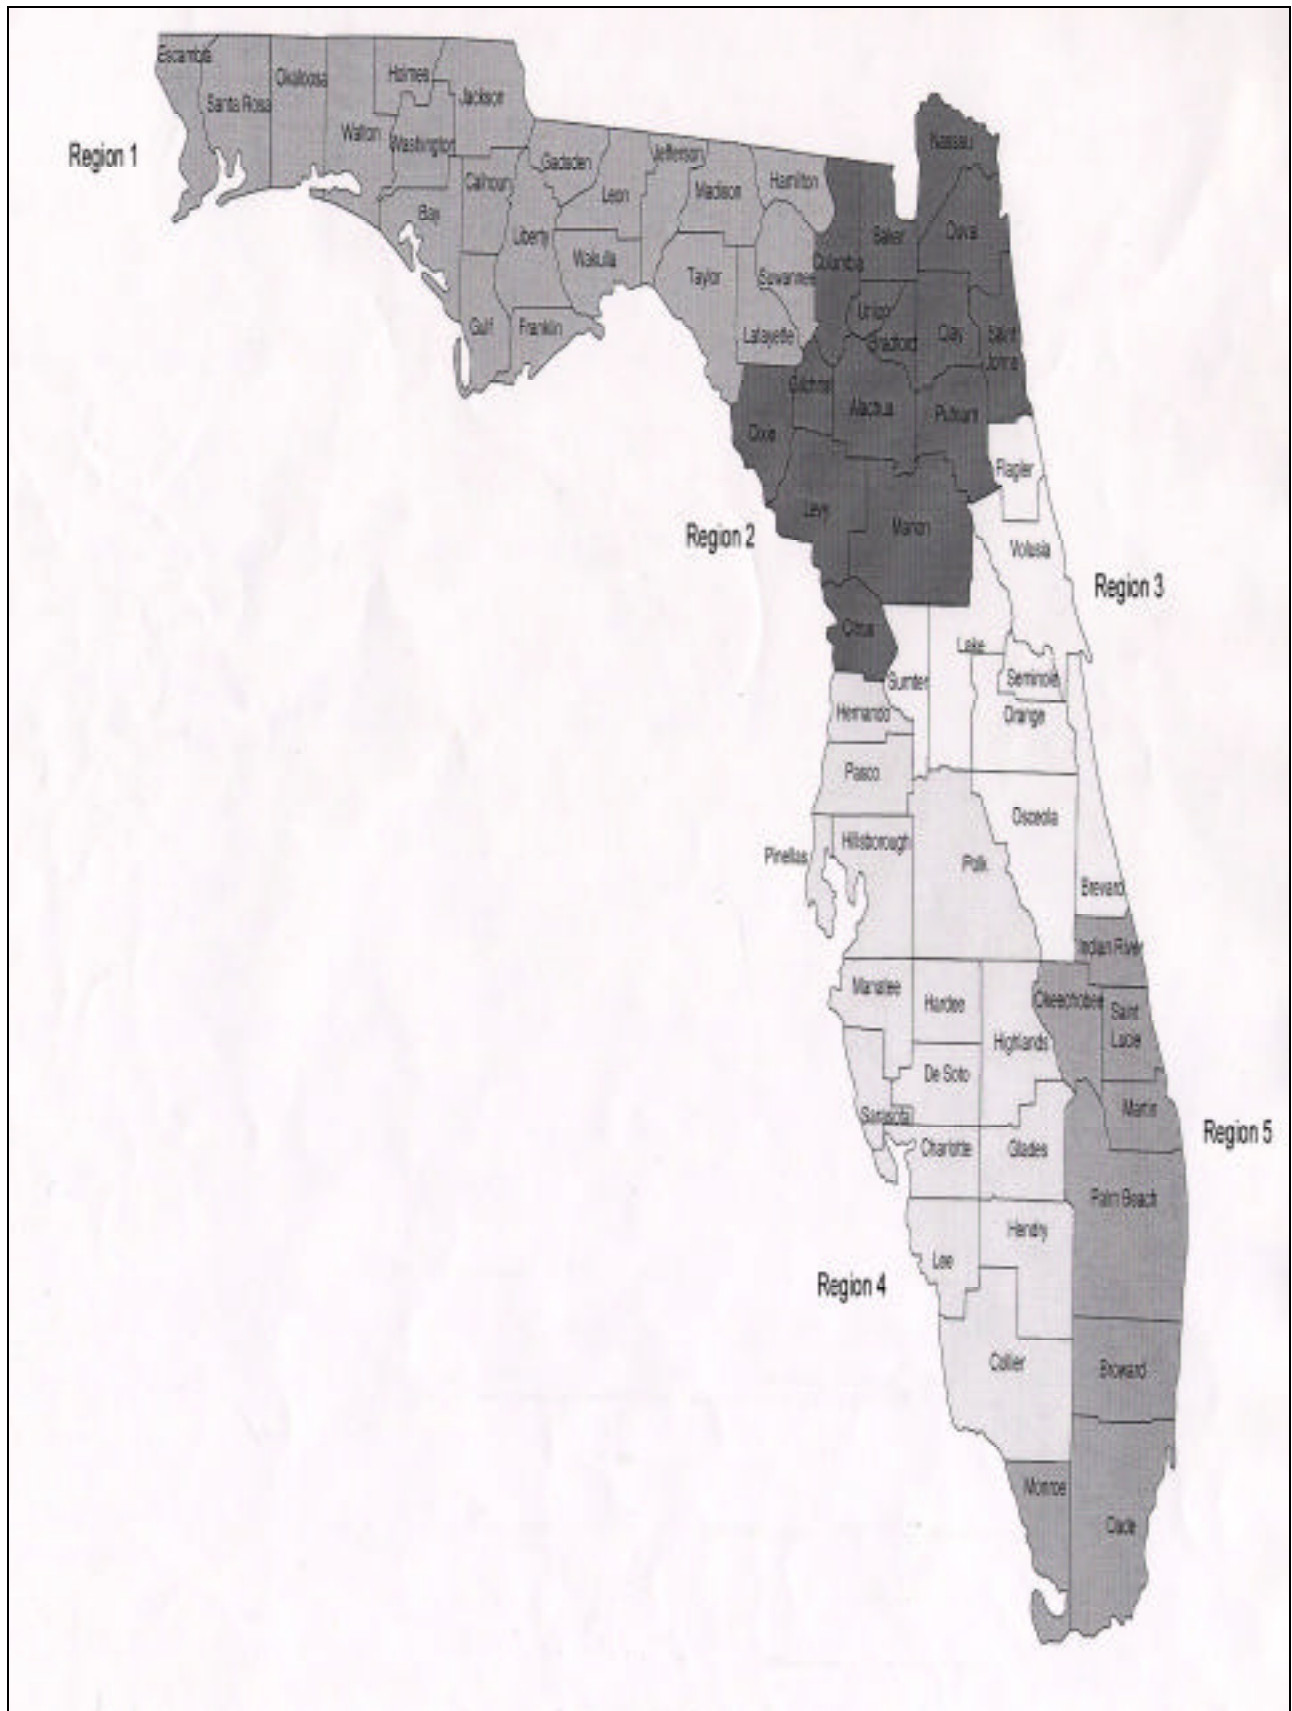 Escambia
Santa Rosa
Okaloosa
Walton
Holmes
Washington
Jackson
Bay
Calhoun
Gulf
Region 1
Gadsden
Liberty
Franklin
Leon
Wakulla
Jefferson
Madison
Taylor
Hamilton
Suwannee
Lafayette
Nassau
Baker
Duval
Columbia
Union
Bradford
Clay
Saint
Johns
Gilchrist
Alachua
Putnam
Dixie
Levy
Marion
Citrus
Region 2
Flagler
Volusia
Region 3
Lake
Sumter
Seminole
Orange
Osceola
Brevard
Hernando
Pasco
Pinellas
Hillsborough
Polk
Manatee
Hardee
Highlands
De Soto
Sarasota
Charlotte
Glades
Lee
Hendry
Collier
Region 4
Indian River
Okeechobee
Saint
Lucie
Martin
Region 5
Palm Beach
Broward
Monroe
Dade